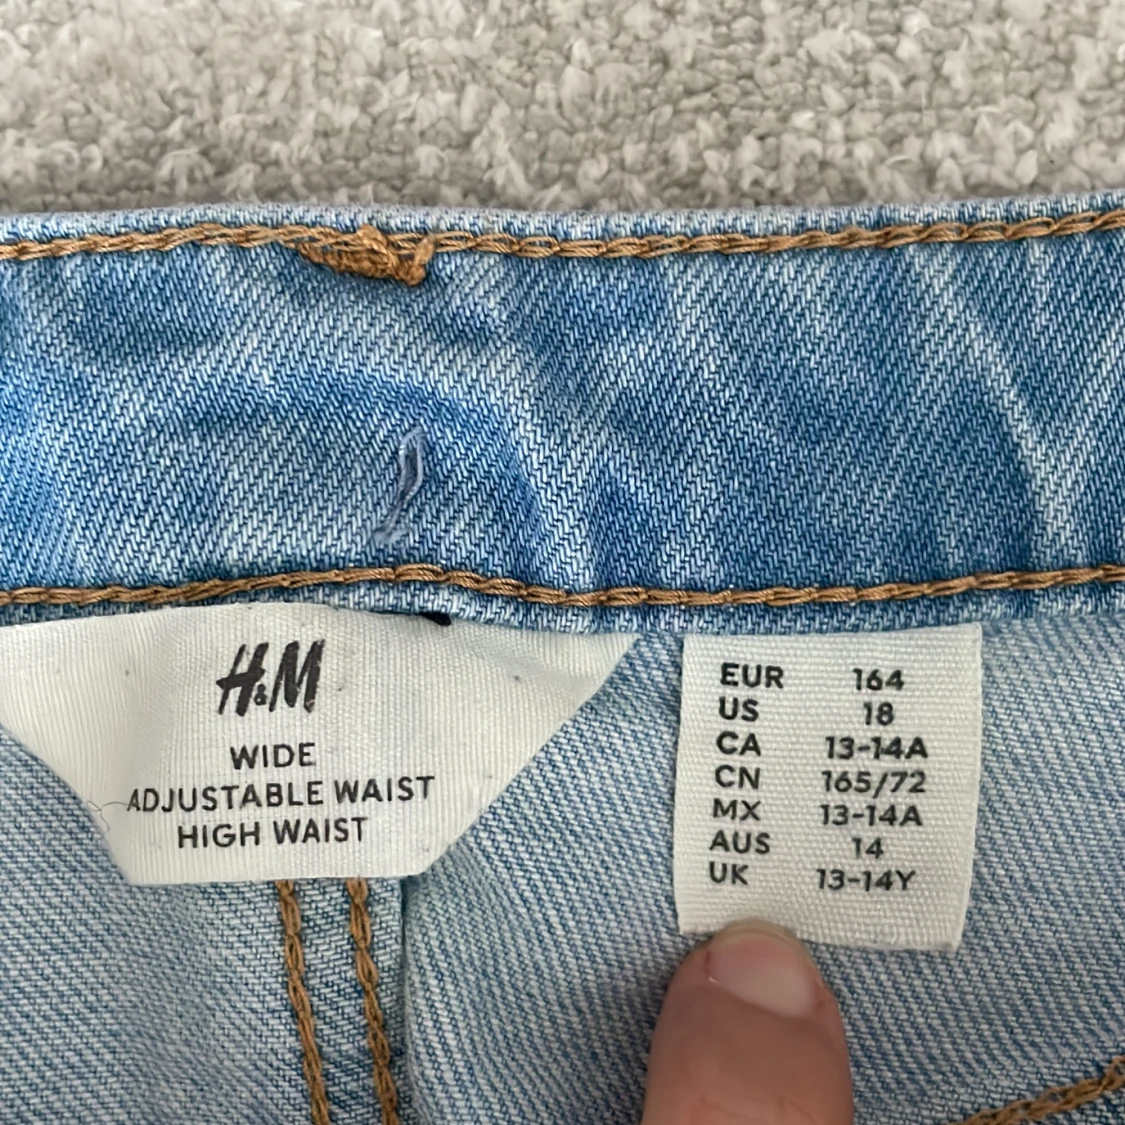 H&M
WIDE
ADJUSTABLE WAIST
HIGH WAIST
EUR 164
US 18
CA 13-14A
CN 165/72
MX 13-14A
AUS 14
UK 13-14Y